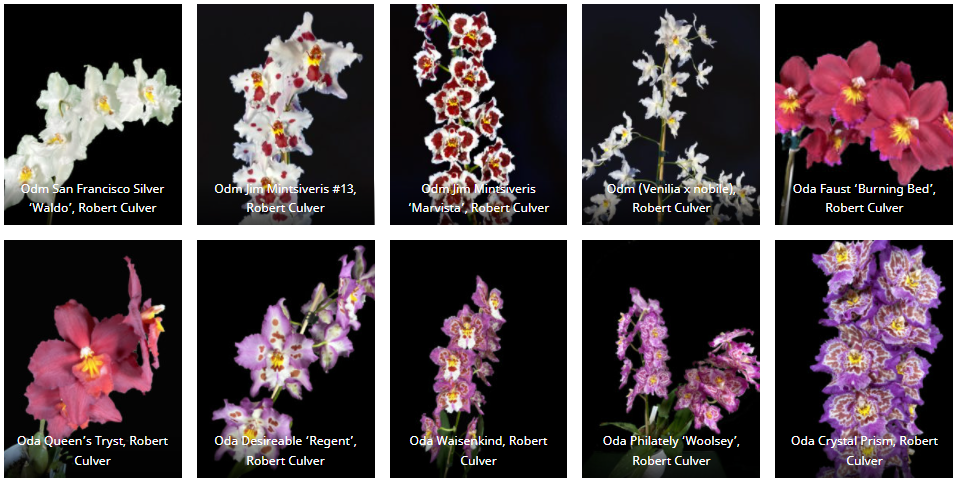 Odm San Francisco Silver
‘Waldo’, Robert Culver
Odm Jim Mintsiveris #13,
Robert Culver
Odm Jim Mintsiveris
‘Marvista’, Robert Culver
Odm (Venilia x nobile),
Robert Culver
Oda Faust ‘Burning Bed’,
Robert Culver
Oda Queen’s Tryst, Robert
Culver
Oda Desireable ‘Regent’,
Robert Culver
Oda Waisenkind, Robert
Culver
Oda Philately ‘Woolsey’,
Robert Culver
Oda Crystal Prism, Robert
Culver